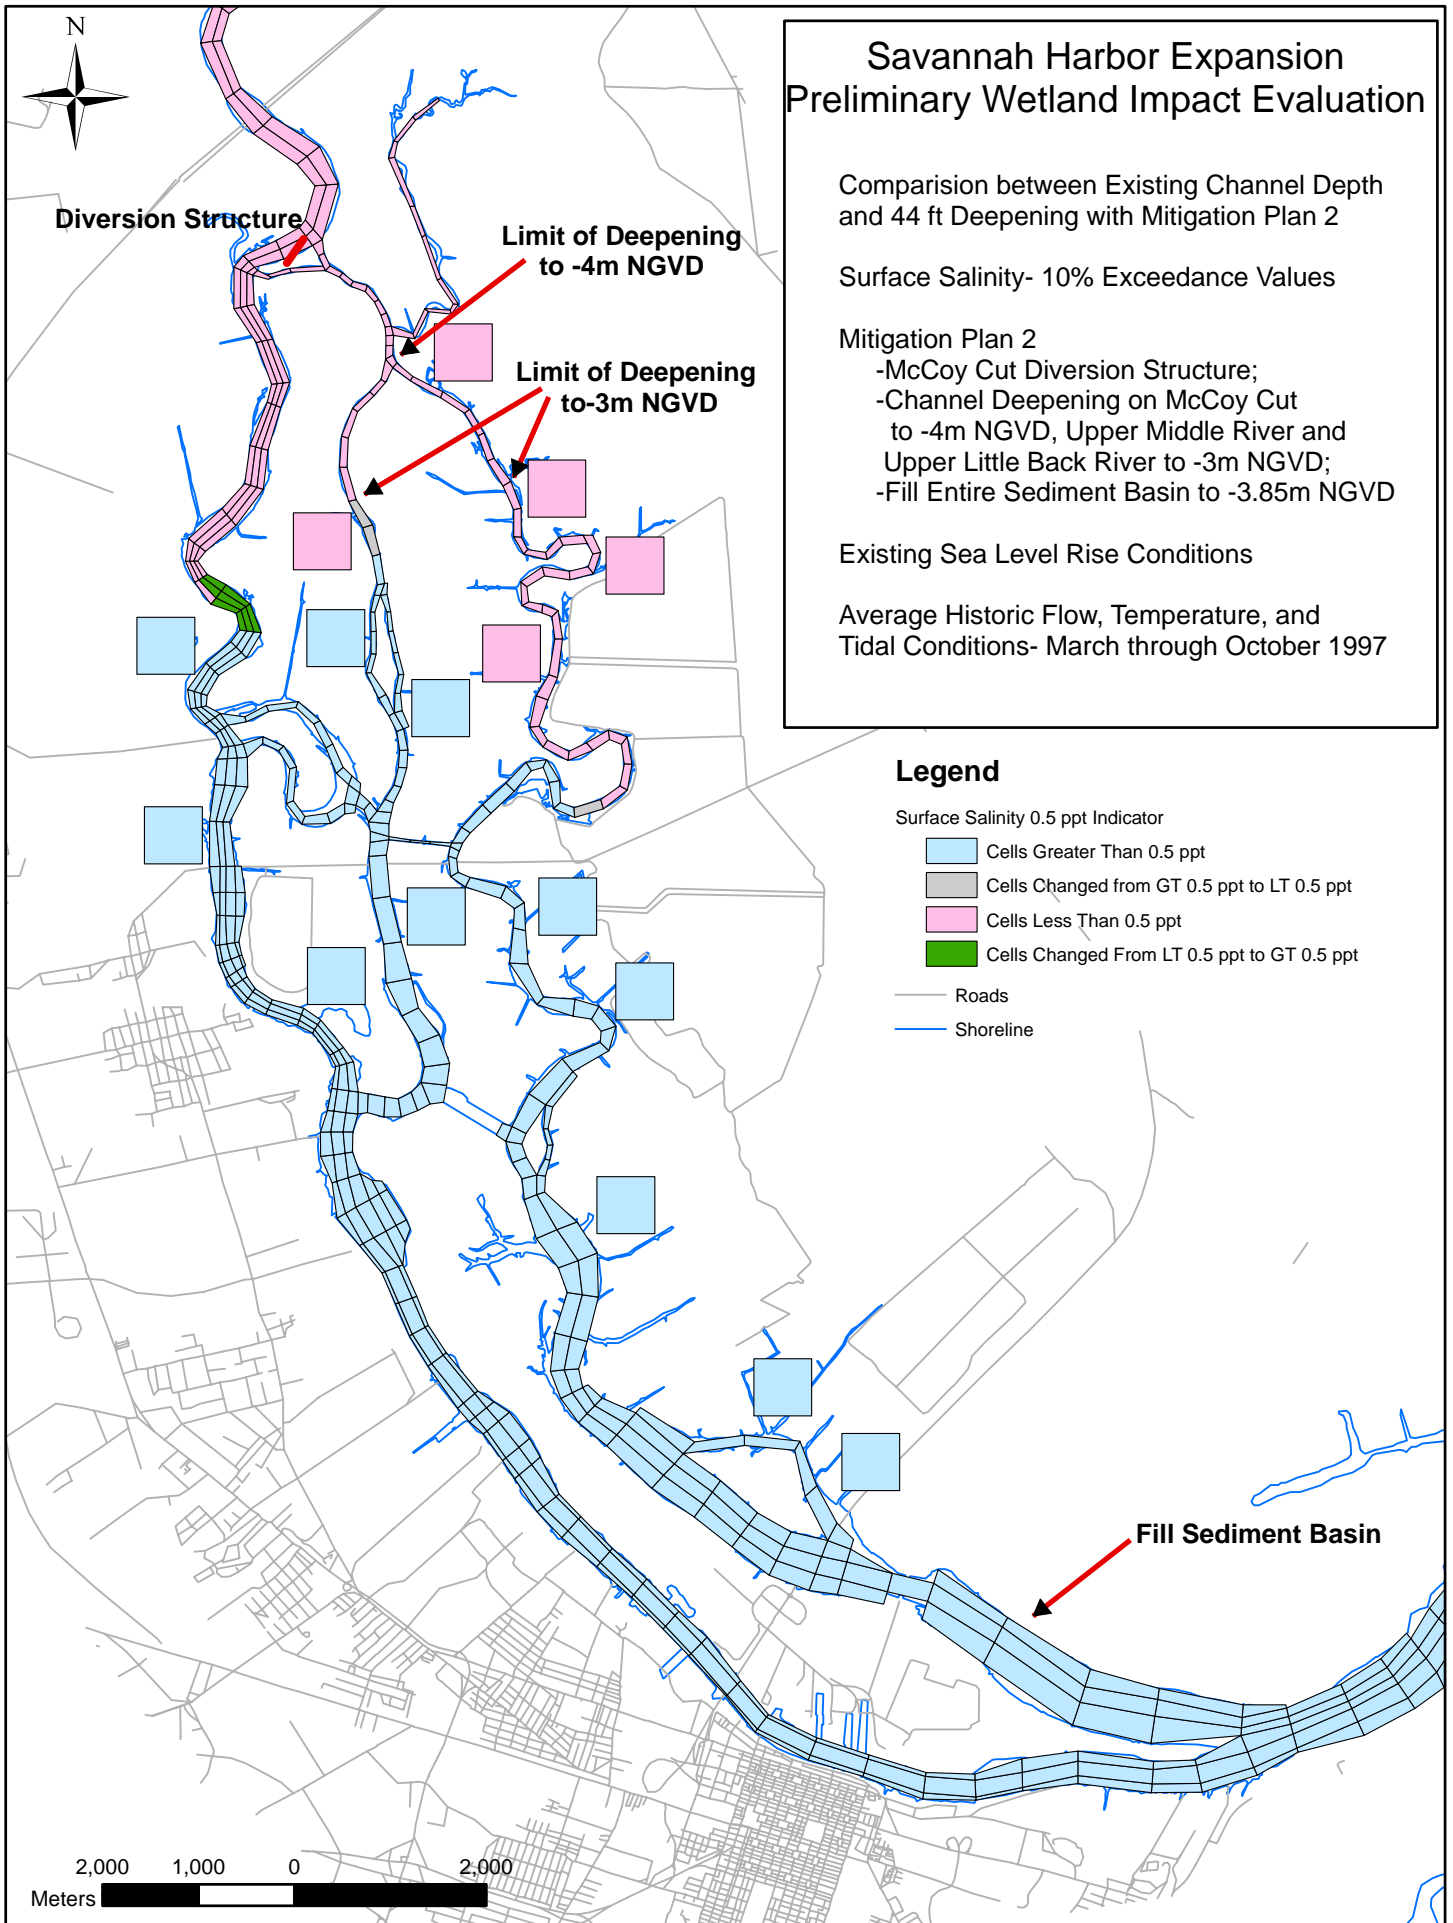 N
Savannah Harbor Expansion
Preliminary Wetland Impact Evaluation
Comparision between Existing Channel Depth
and 44 ft Deepening with Mitigation Plan 2
Surface Salinity- 10% Exceedance Values
Mitigation Plan 2
-McCoy Cut Diversion Structure;
-Channel Deepening on McCoy Cut
to -4m NGVD, Upper Middle River and
Upper Little Back River to -3m NGVD;
-Fill Entire Sediment Basin to -3.85m NGVD
Existing Sea Level Rise Conditions
Average Historic Flow, Temperature, and
Tidal Conditions- March through October 1997
Diversion Structure
Limit of Deepening
to -4m NGVD
Limit of Deepening
to-3m NGVD
Legend
Surface Salinity 0.5 ppt Indicator
Cells Greater Than 0.5 ppt
Cells Changed from GT 0.5 ppt to LT 0.5 ppt
Cells Less Than 0.5 ppt
Cells Changed From LT 0.5 ppt to GT 0.5 ppt
Roads
Shoreline
Fill Sediment Basin
2,000 1,000 0 2,000
Meters